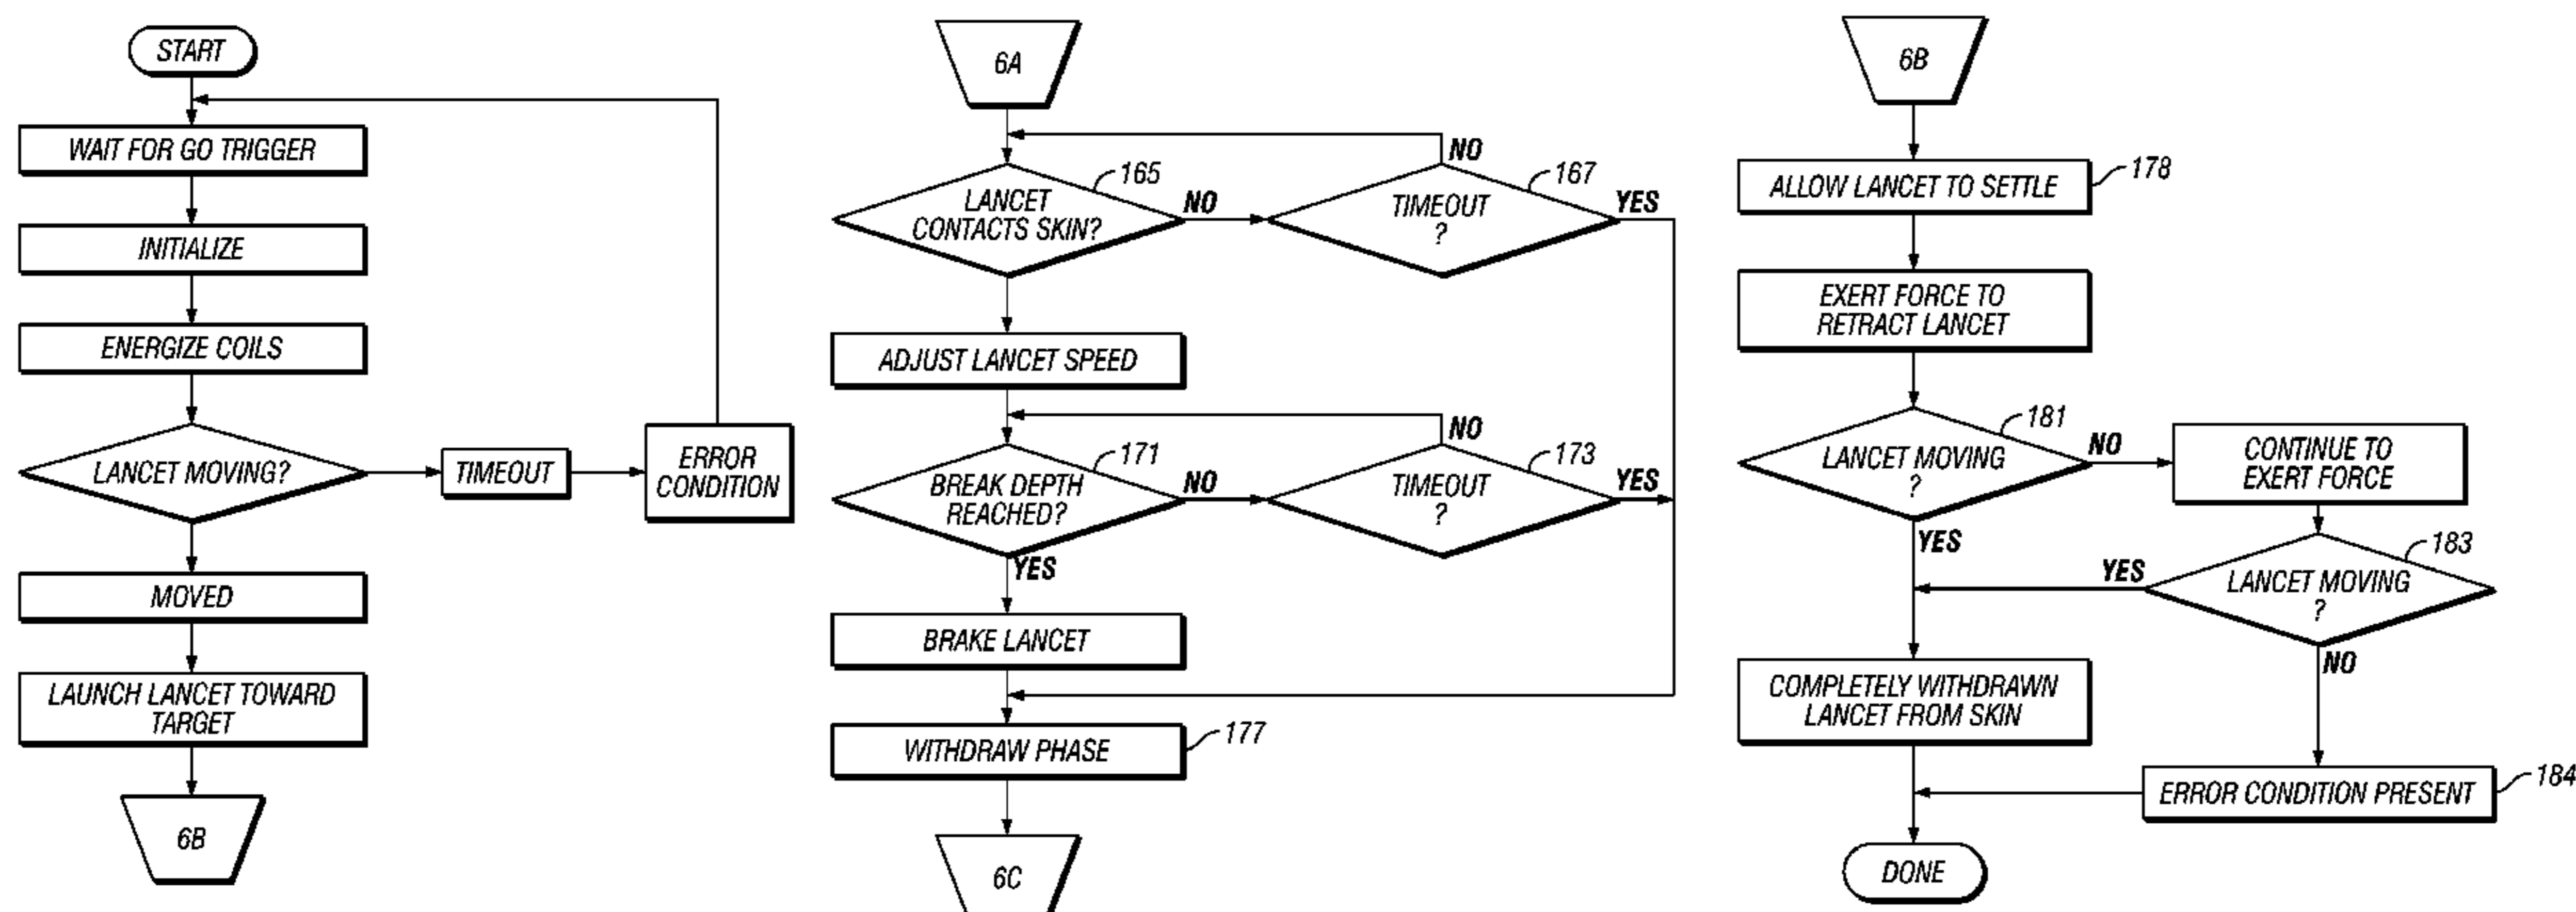 START
WAIT FOR GO TRIGGER
INITIALIZE
ENERGIZE COILS
LANCET MOVING?
TIMEOUT
ERROR
CONDITION
MOVED
LAUNCH LANCET TOWARD
TARGET
6B
6A
165
LANCET
CONTACTS SKIN?
NO
167
TIMEOUT
?
NO
YES
ADJUST LANCET SPEED
171
BREAK DEPTH
REACHED?
NO
YES
173
TIMEOUT
?
NO
YES
BRAKE LANCET
WITHDRAW PHASE
177
6C
6B
ALLOW LANCET TO SETTLE
178
EXERT FORCE TO
RETRACT LANCET
181
LANCET MOVING
?
NO
YES
CONTINUE TO
EXERT FORCE
183
LANCET MOVING
?
YES
NO
COMPLETELY WITHDRAWN
LANCET FROM SKIN
ERROR CONDITION PRESENT
184
DONE